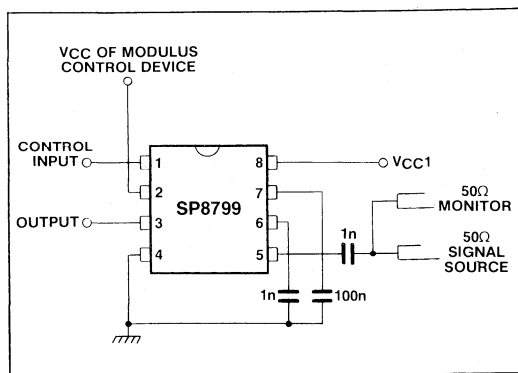 VCC OF MODULUS
CONTROL DEVICE
CONTROL
INPUT
1
8
VCC1
2
7
SP8799
50Ω
MONITOR
OUTPUT
3
6
1n
50Ω
SIGNAL
SOURCE
4
5
1n
100n